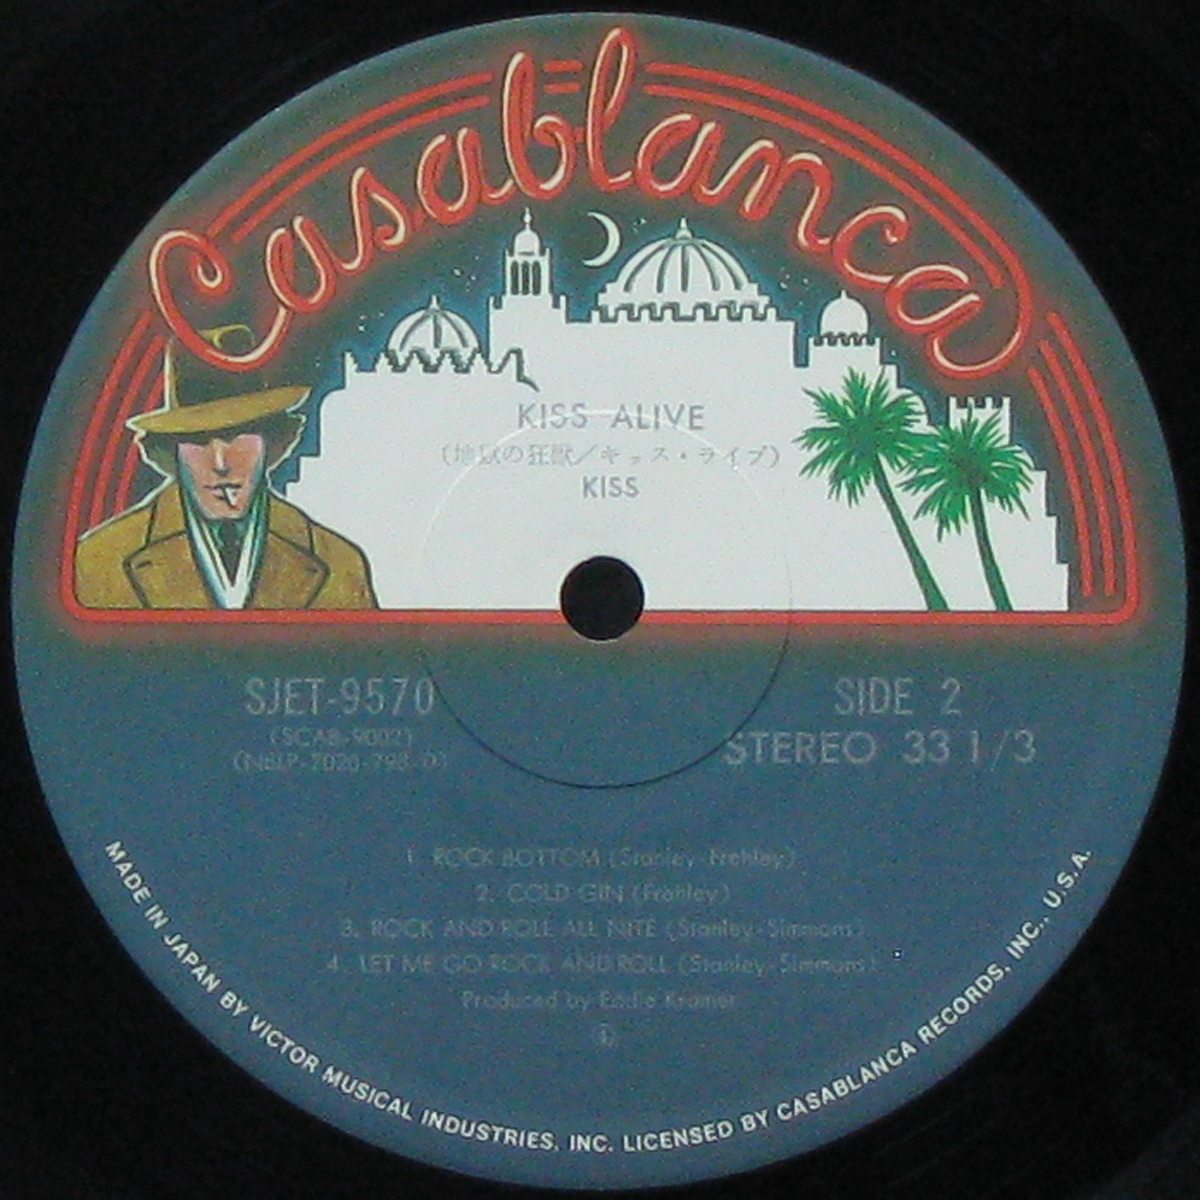 Casablanca
KISS ALIVE
(地獄の狂獣／キッス・ライブ)
KISS
SJET-9570
SIDE 2
(SCAB-9002)
STEREO 33 1/3
1. ROCK BOTTOM (Stanley-Frehley)
2. COLD GIN (Frehley)
3. ROCK AND ROLL ALL NITE (Stanley-Simmons)
4. LET ME GO ROCK AND ROLL (Stanley-Simmons)
Produced by Eddie Kramer
MADE IN JAPAN BY VICTOR MUSICAL INDUSTRIES, INC. LICENSED BY CASABLANCA RECORDS, INC., U.S.A.